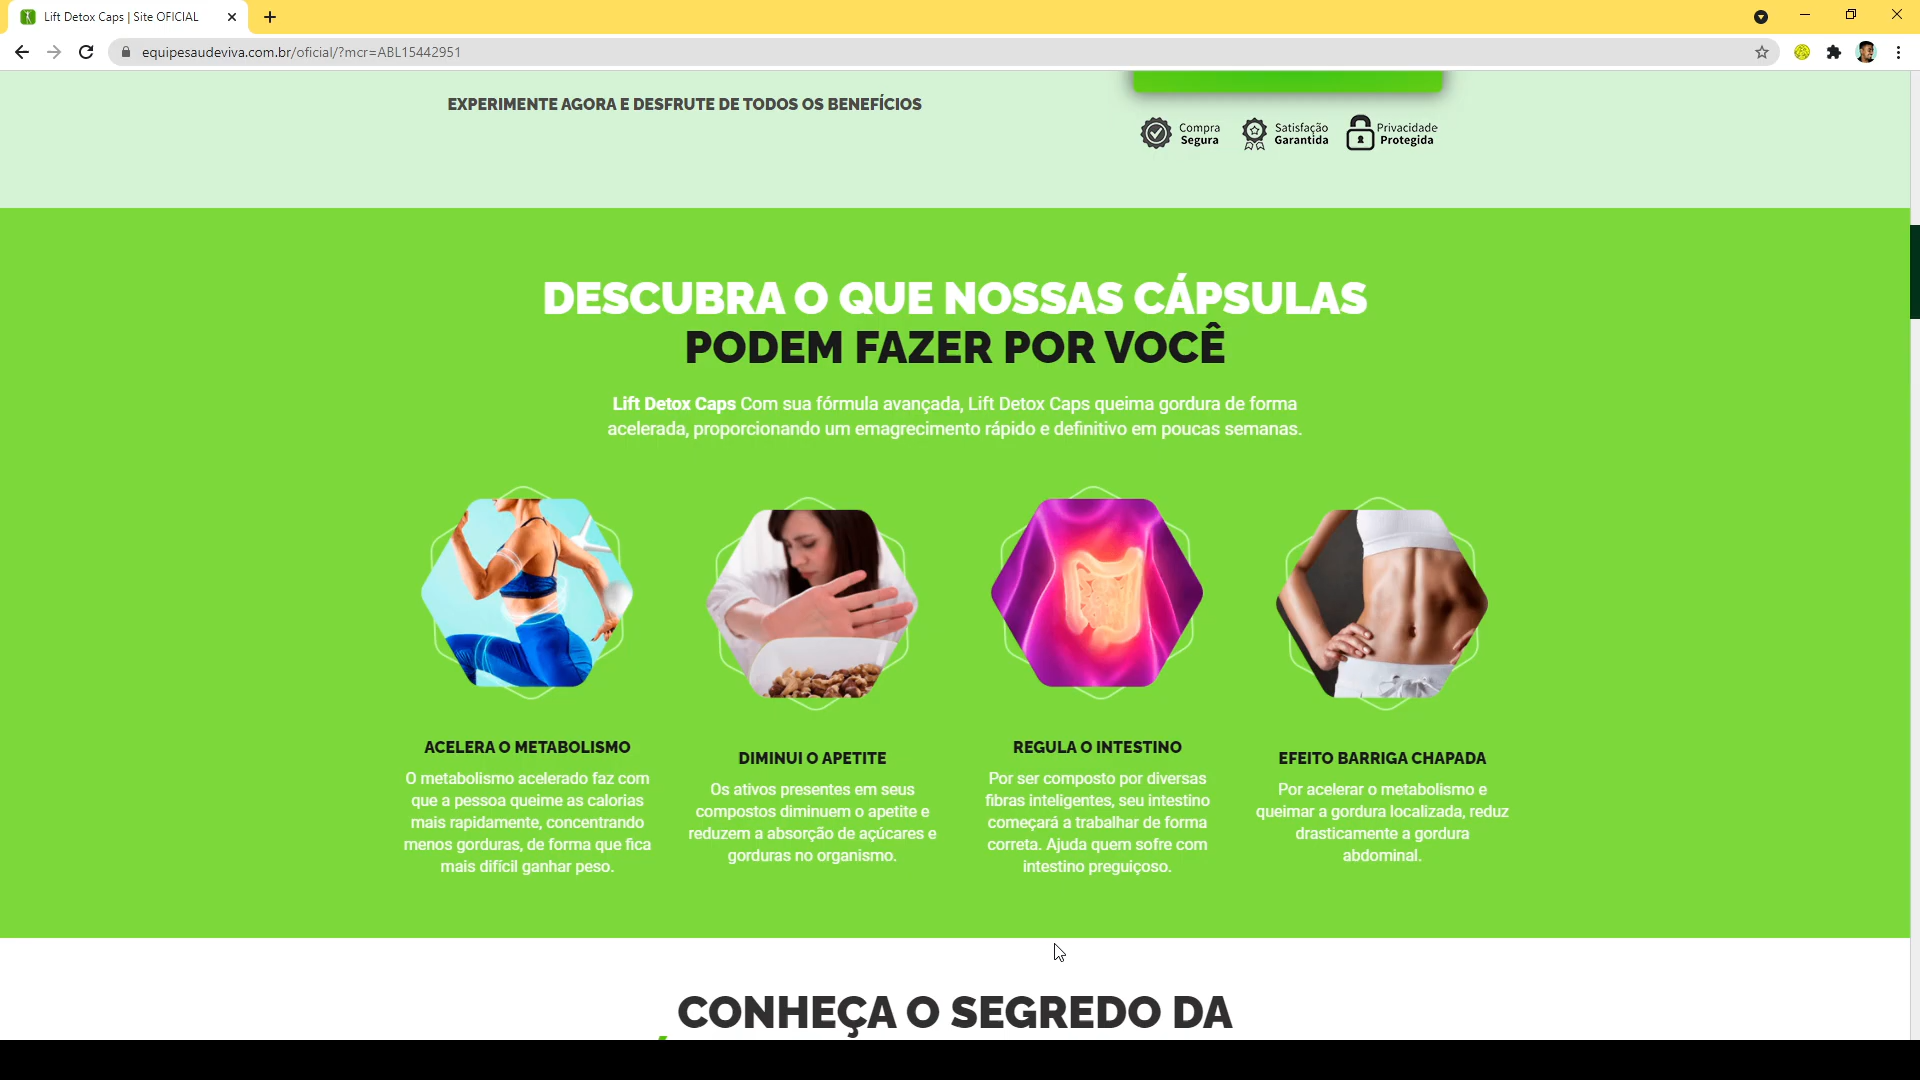 Lift Detox Caps | Site OFICIAL
equipesaudeviva.com.br/oficial/?mcr=ABL15442951
EXPERIMENTE AGORA E DESFRUTE DE TODOS OS BENEFÍCIOS
Compra
Segura
Satisfação
Garantida
Privacidade
Protegida
DESCUBRA O QUE NOSSAS CÁPSULAS
PODEM FAZER POR VOCÊ
Lift Detox Caps Com sua fórmula avançada, Lift Detox Caps queima gordura de forma
acelerada, proporcionando um emagrecimento rápido e definitivo em poucas semanas.
ACELERA O METABOLISMO
O metabolismo acelerado faz com
que a pessoa queime as calorias
mais rapidamente, concentrando
menos gorduras, de forma que fica
mais difícil ganhar peso.
DIMINUI O APETITE
Os ativos presentes em seus
compostos diminuem o apetite e
reduzem a absorção de açúcares e
gorduras no organismo.
REGULA O INTESTINO
Por ser composto por diversas
fibras inteligentes, seu intestino
começará a trabalhar de forma
correta. Ajuda quem sofre com
intestino preguiçoso.
EFEITO BARRIGA CHAPADA
Por acelerar o metabolismo e
queimar a gordura localizada, reduz
drasticamente a gordura
abdominal.
CONHEÇA O SEGREDO DA